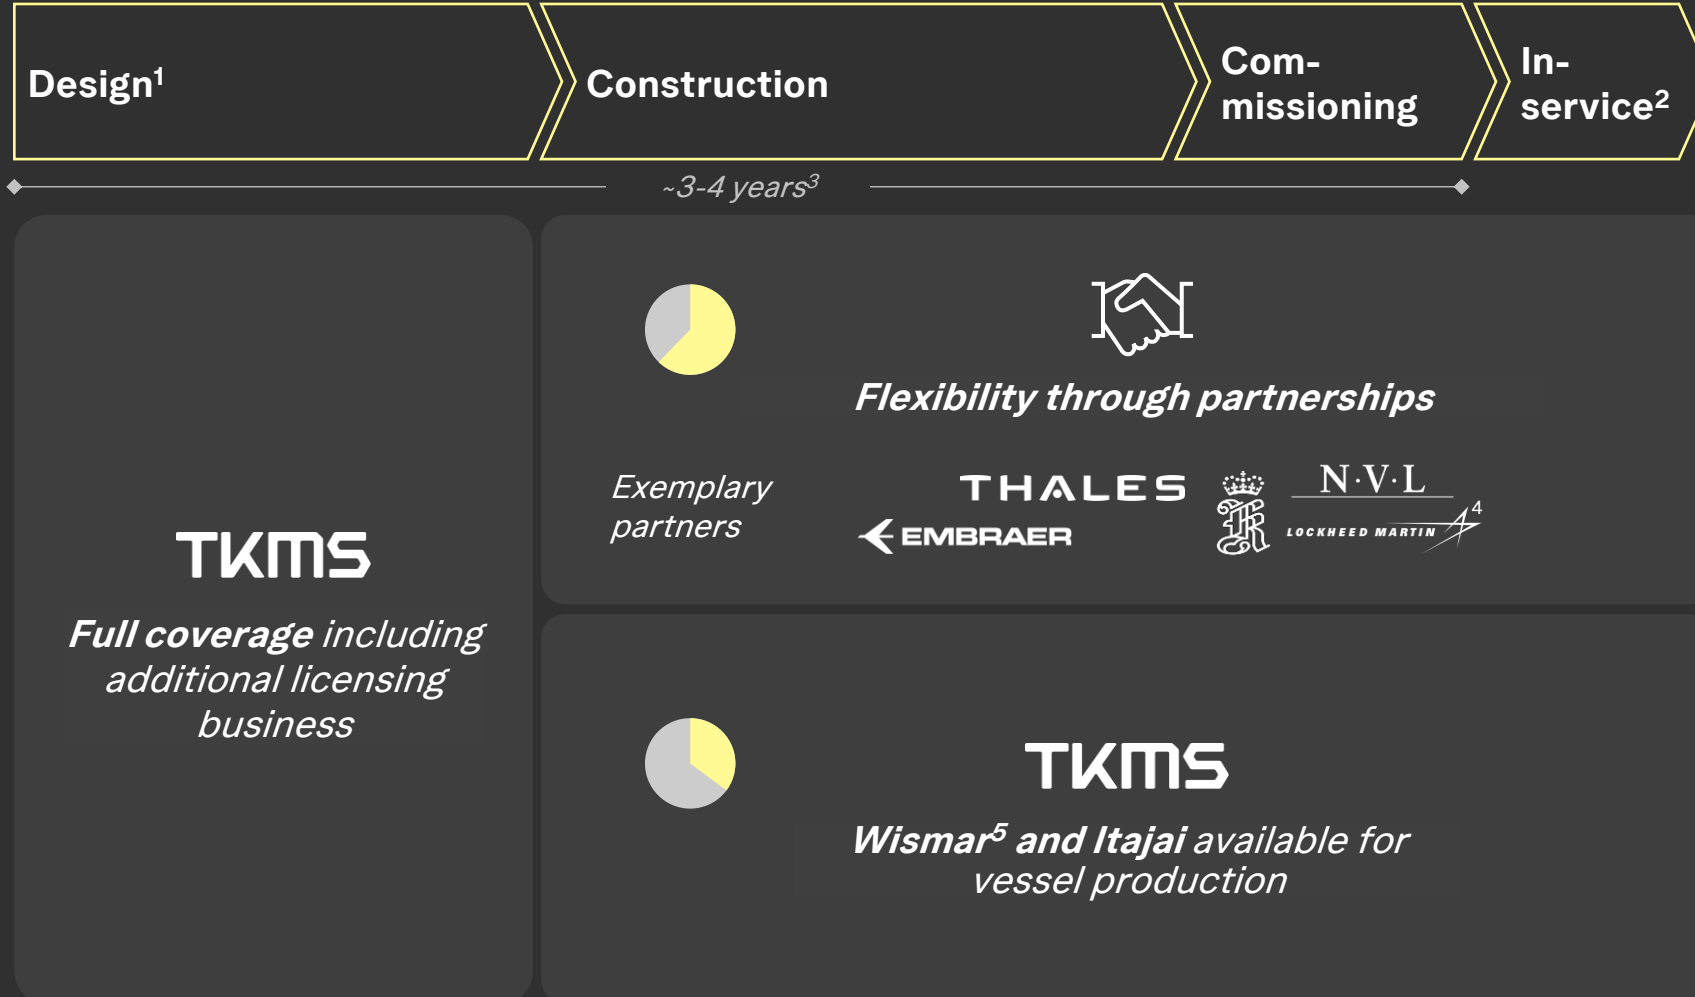 Design¹
Construction
Com-
missioning
In-
service²
~3-4 years³
TKMS
Full coverage including
additional licensing
business
Flexibility through partnerships
Exemplary
partners
THALES
EMBRAER
N·V·L
LOCKHEED MARTIN ⁴
TKMS
Wismar⁵ and Itajai available for
vessel production